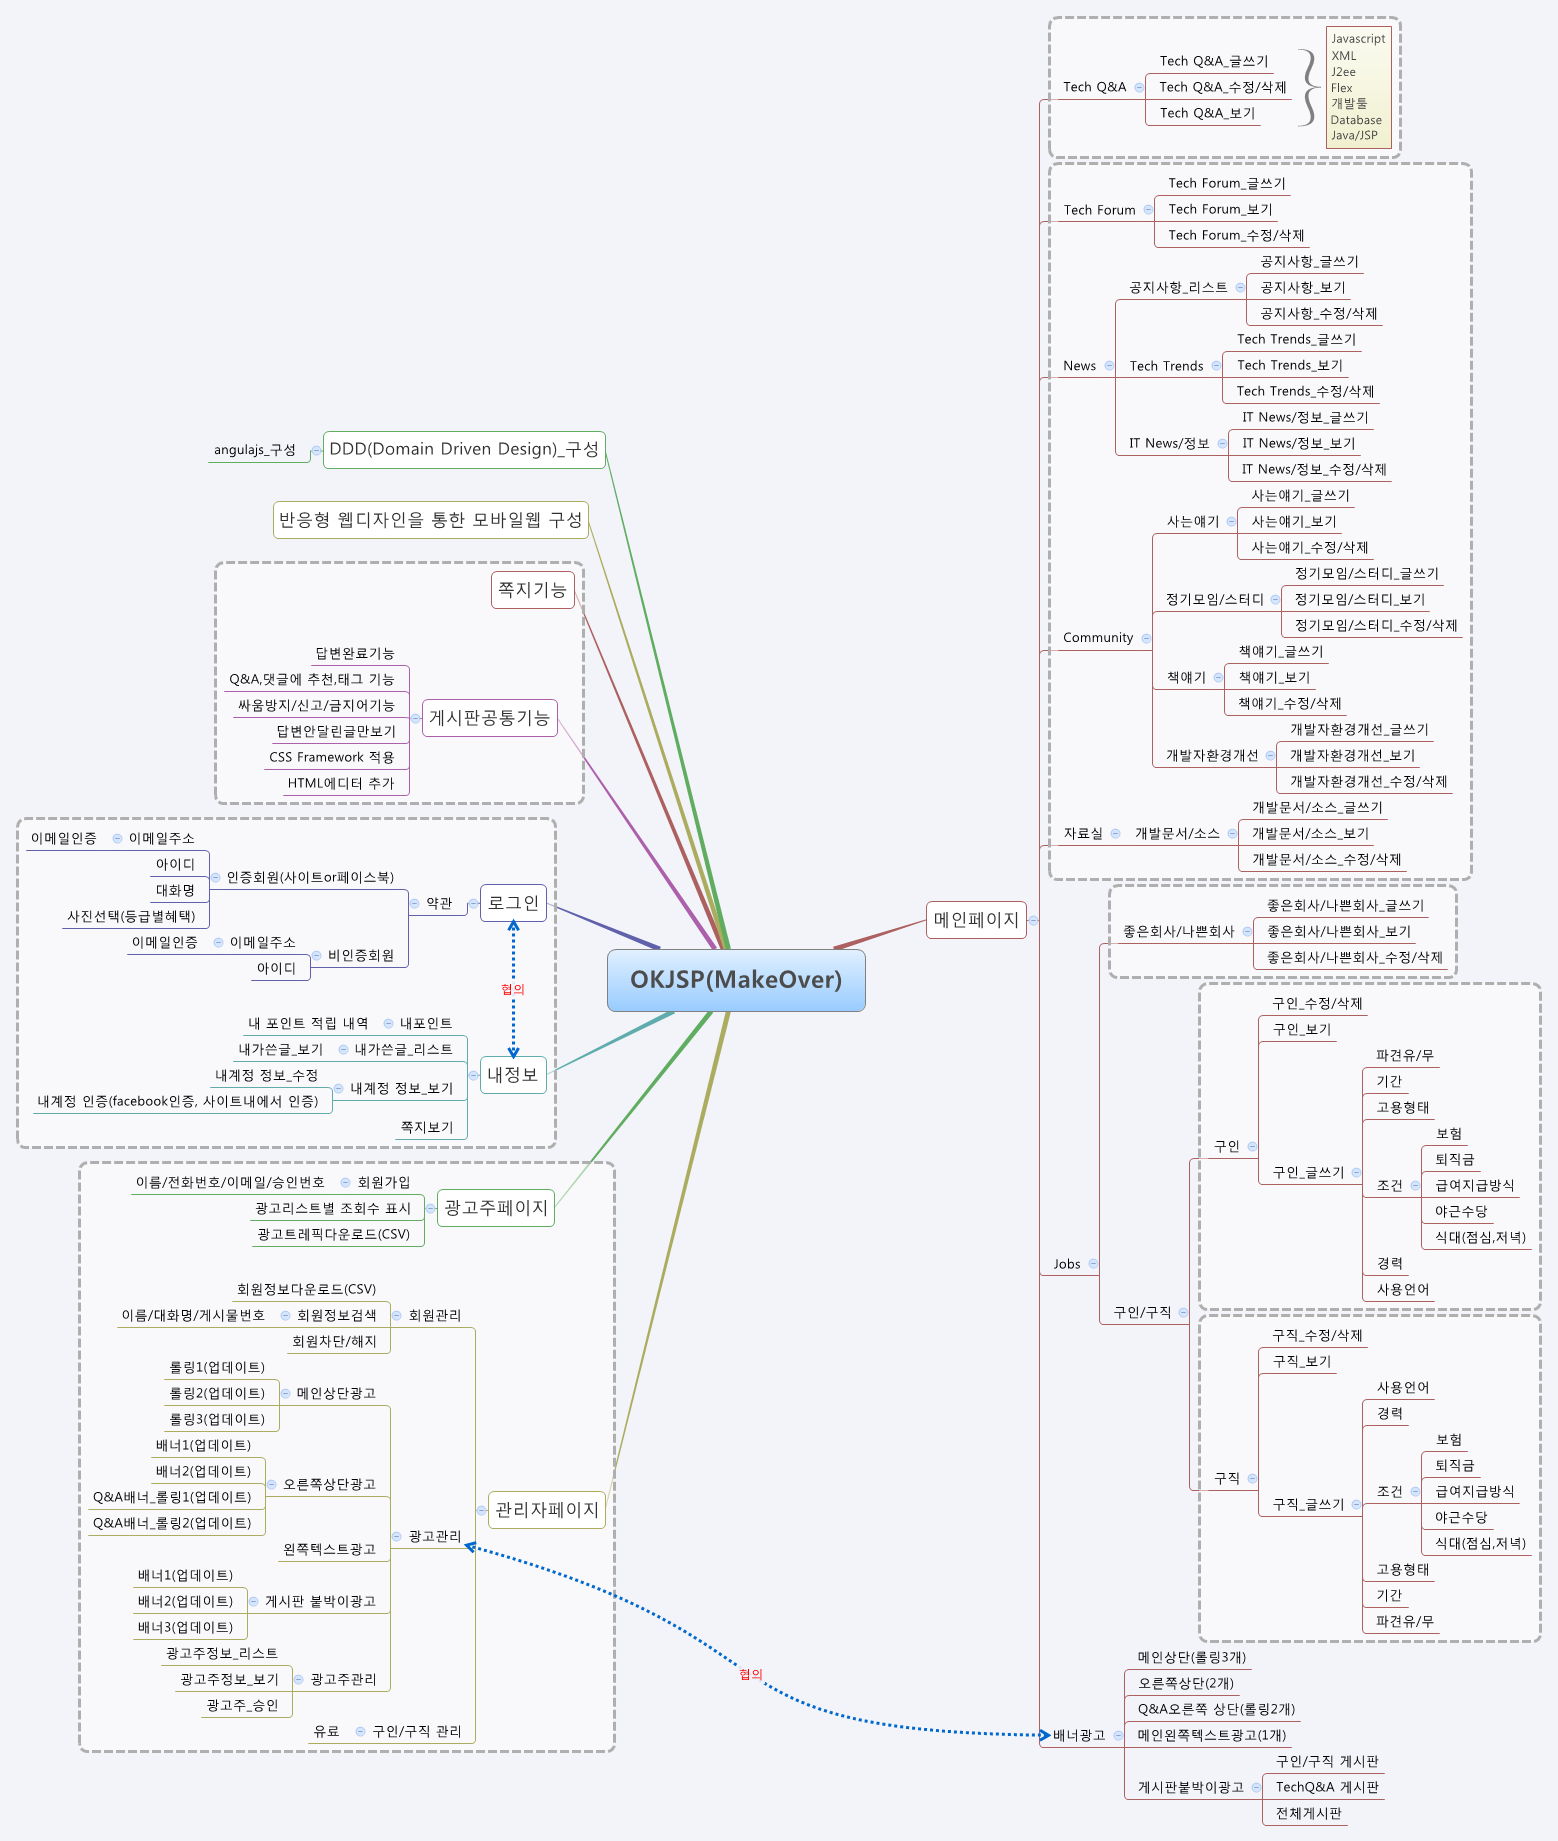 OKJSP(MakeOver)
메인페이지
Tech Q&A
Tech Q&A_글쓰기
Tech Q&A_수정/삭제
Tech Q&A_보기
Javascript
XML
J2ee
Flex
개발툴
Database
Java/JSP
Tech Forum
Tech Forum_글쓰기
Tech Forum_보기
Tech Forum_수정/삭제
News
공지사항_리스트
공지사항_글쓰기
공지사항_보기
공지사항_수정/삭제
Tech Trends
Tech Trends_글쓰기
Tech Trends_보기
Tech Trends_수정/삭제
IT News/정보
IT News/정보_글쓰기
IT News/정보_보기
IT News/정보_수정/삭제
Community
사는얘기
사는얘기_글쓰기
사는얘기_보기
사는얘기_수정/삭제
정기모임/스터디
정기모임/스터디_글쓰기
정기모임/스터디_보기
정기모임/스터디_수정/삭제
책얘기
책얘기_글쓰기
책얘기_보기
책얘기_수정/삭제
개발자환경개선
개발자환경개선_글쓰기
개발자환경개선_보기
개발자환경개선_수정/삭제
자료실
개발문서/소스
개발문서/소스_글쓰기
개발문서/소스_보기
개발문서/소스_수정/삭제
Jobs
좋은회사/나쁜회사
좋은회사/나쁜회사_글쓰기
좋은회사/나쁜회사_보기
좋은회사/나쁜회사_수정/삭제
구인/구직
구인
구인_수정/삭제
구인_보기
구인_글쓰기
파견유/무
기간
고용형태
조건
보험
퇴직금
급여지급방식
야근수당
식대(점심,저녁)
경력
사용언어
구직
구직_수정/삭제
구직_보기
구직_글쓰기
사용언어
경력
조건
보험
퇴직금
급여지급방식
야근수당
식대(점심,저녁)
고용형태
기간
파견유/무
배너광고
메인상단(롤링3개)
오른쪽상단(2개)
Q&A오른쪽 상단(롤링2개)
메인왼쪽텍스트광고(1개)
게시판붙박이광고
구인/구직 게시판
TechQ&A 게시판
전체게시판
DDD(Domain Driven Design)_구성
angulajs_구성
반응형 웹디자인을 통한 모바일웹 구성
쪽지기능
게시판공통기능
답변완료기능
Q&A,댓글에 추천,태그 기능
싸움방지/신고/금지어기능
답변안달린글만보기
CSS Framework 적용
HTML에디터 추가
로그인
약관
인증회원(사이트or페이스북)
이메일주소
이메일인증
아이디
대화명
사진선택(등급별혜택)
비인증회원
이메일주소
이메일인증
아이디
협의
내정보
내포인트
내 포인트 적립 내역
내가쓴글_리스트
내가쓴글_보기
내계정 정보_보기
내계정 정보_수정
내계정 인증(facebook인증, 사이트내에서 인증)
쪽지보기
광고주페이지
회원가입
이름/전화번호/이메일/승인번호
광고리스트별 조회수 표시
광고트레픽다운로드(CSV)
관리자페이지
회원관리
회원정보다운로드(CSV)
회원정보검색
이름/대화명/게시물번호
회원차단/해지
광고관리
메인상단광고
롤링1(업데이트)
롤링2(업데이트)
롤링3(업데이트)
오른쪽상단광고
배너1(업데이트)
배너2(업데이트)
Q&A배너_롤링1(업데이트)
Q&A배너_롤링2(업데이트)
왼쪽텍스트광고
게시판 붙박이광고
배너1(업데이트)
배너2(업데이트)
배너3(업데이트)
광고주관리
광고주정보_리스트
광고주정보_보기
광고주_승인
구인/구직 관리
유료
협의